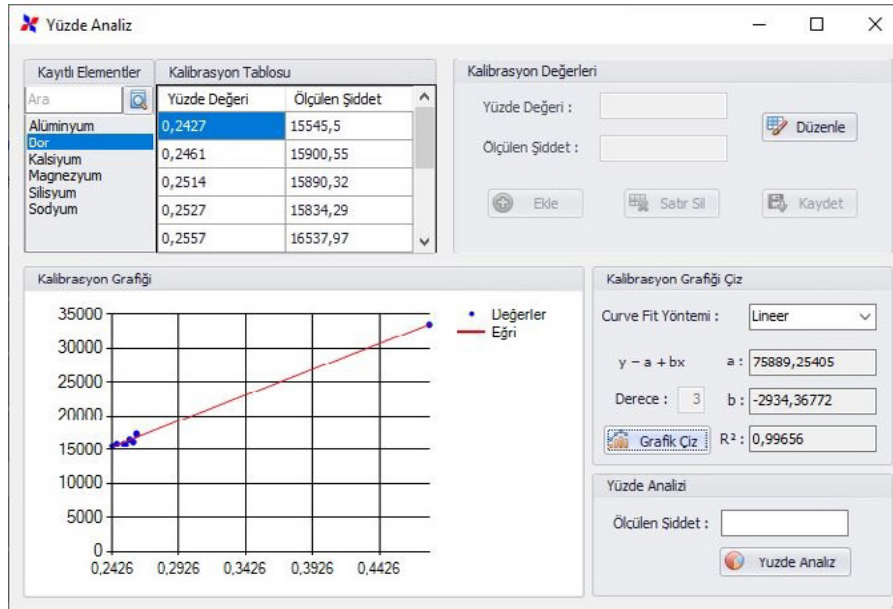 Yüzde Analiz
Kayıtlı Elementler
Ara
Alüminyum
Bor
Kalsiyum
Magnezyum
Silisyum
Sodyum
Kalibrasyon Tablosu
Yüzde Değeri Ölçülen Şiddet
0,2427 15545,5
0,2461 15900,55
0,2514 15890,32
0,2527 15834,29
0,2557 16537,97
Kalibrasyon Değerleri
Yüzde Değeri :
Ölçülen Şiddet :
Düzenle
Ekle
Satır Sil
Kaydet
Kalibrasyon Grafiği
35000
30000
25000
20000
15000
10000
5000
0
0,2426 0,2926 0,3426 0,3926 0,4426
Değerler
Eğri
Kalibrasyon Grafiği Çiz
Curve Fit Yöntemi : Lineer
y = a + bx a : 75889,25405
Derece : 3 b : -2934,36772
Grafik Çiz R² : 0,99656
Yüzde Analizi
Ölçülen Şiddet :
Yüzde Analiz